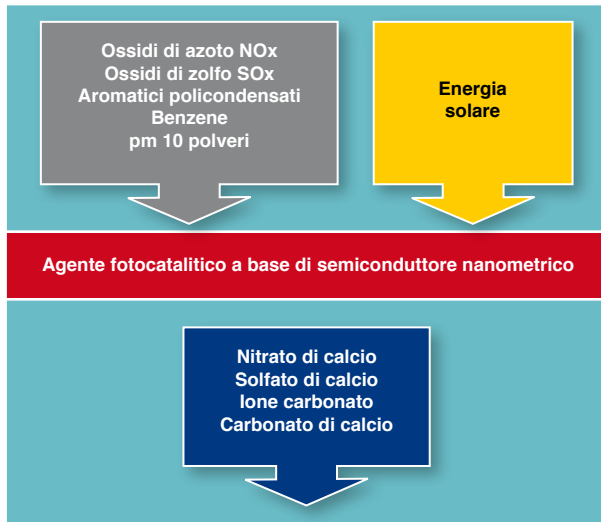 Ossidi di azoto NOx
Ossidi di zolfo SOx
Aromatici policondensati
Benzene
pm 10 polveri
Energia
solare
Agente fotocatalitico a base di semiconduttore nanometrico
Nitrato di calcio
Solfato di calcio
Ione carbonato
Carbonato di calcio